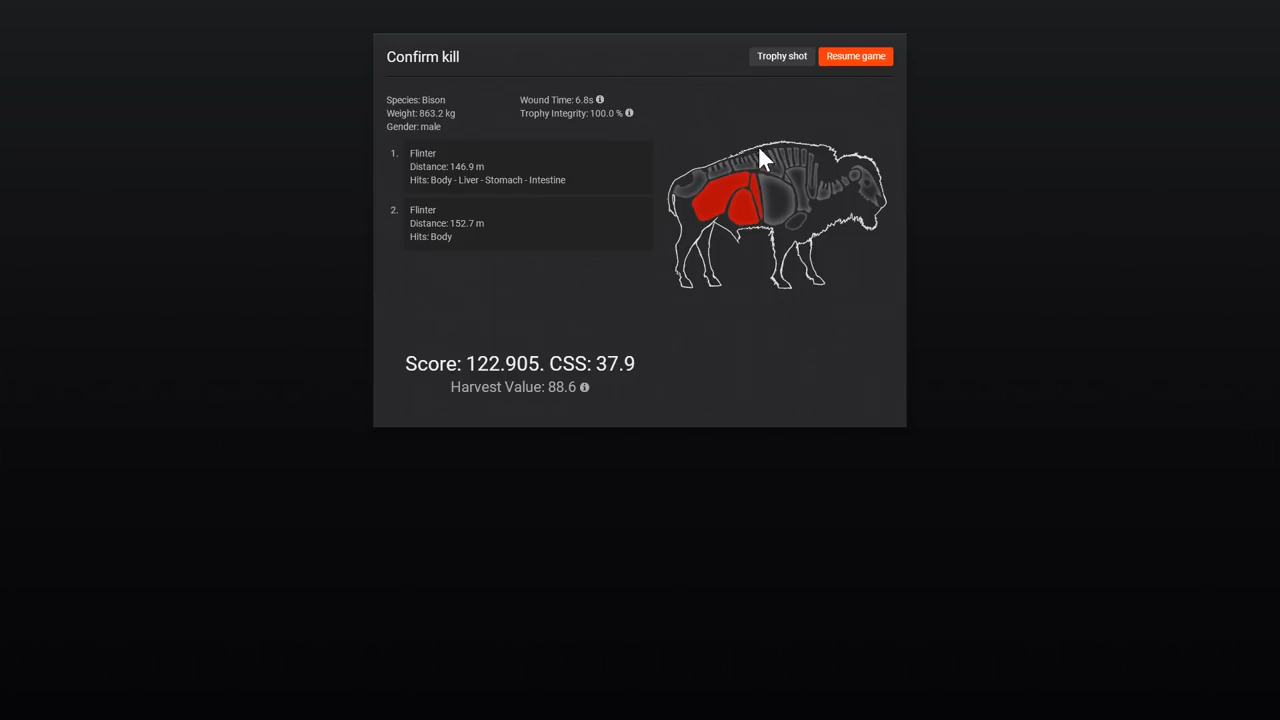 Confirm kill
Trophy shot
Resume game
Species: Bison
Wound Time: 6.8s
Weight: 863.2 kg
Trophy Integrity: 100.0 %
Gender: male
1. Flinter
Distance: 146.9 m
Hits: Body - Liver - Stomach - Intestine
2. Flinter
Distance: 152.7 m
Hits: Body
Score: 122.905. CSS: 37.9
Harvest Value: 88.6